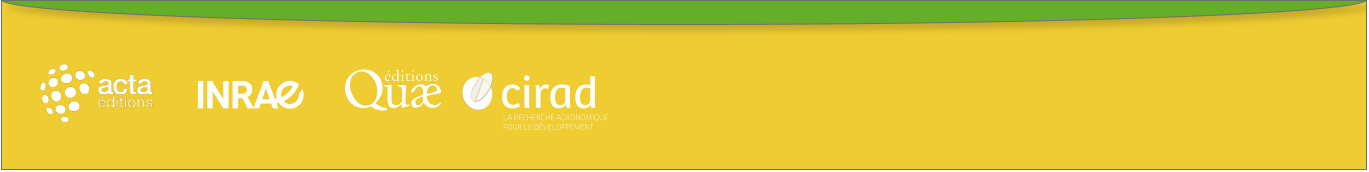 acta
éditions
INRAE
éditions
Quæ
cirad
LA RECHERCHE AGRONOMIQUE
POUR LE DÉVELOPPEMENT